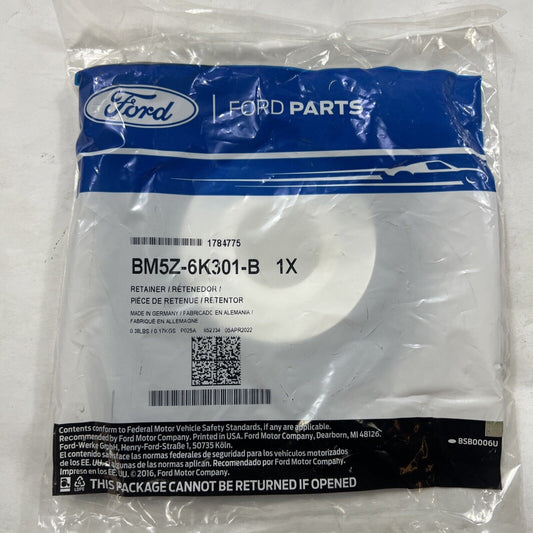 Ford
FORD PARTS
1784775
BM5Z-6K301-B 1X
RETAINER / RETENEDOR /
PIÈCE DE RETENUE / RETENTOR
MADE IN GERMANY / FABRICADO EN ALEMANIA /
FABRIQUÉ EN ALLEMAGNE
0.38LBS / 0.17KGS P025A 05APR2022
Contents conform to Federal Motor Vehicle Safety Standards, if any are applicable.
Recommended by Ford Motor Company. Printed in USA. Ford Motor Company, Dearborn, MI 48126.
Ford-Werke GmbH, Henry-Ford-Straße 1, 50735 Köln.
El contenido satisface las normas federales de seguridad para los vehículos motorizados
de los EE. UU. si algunas de las normas aplican. Recomendado por Ford Motor Company.
Impreso en los EE. UU. © 2016, Ford Motor Company.
BSB0006U
THIS PACKAGE CANNOT BE RETURNED IF OPENED